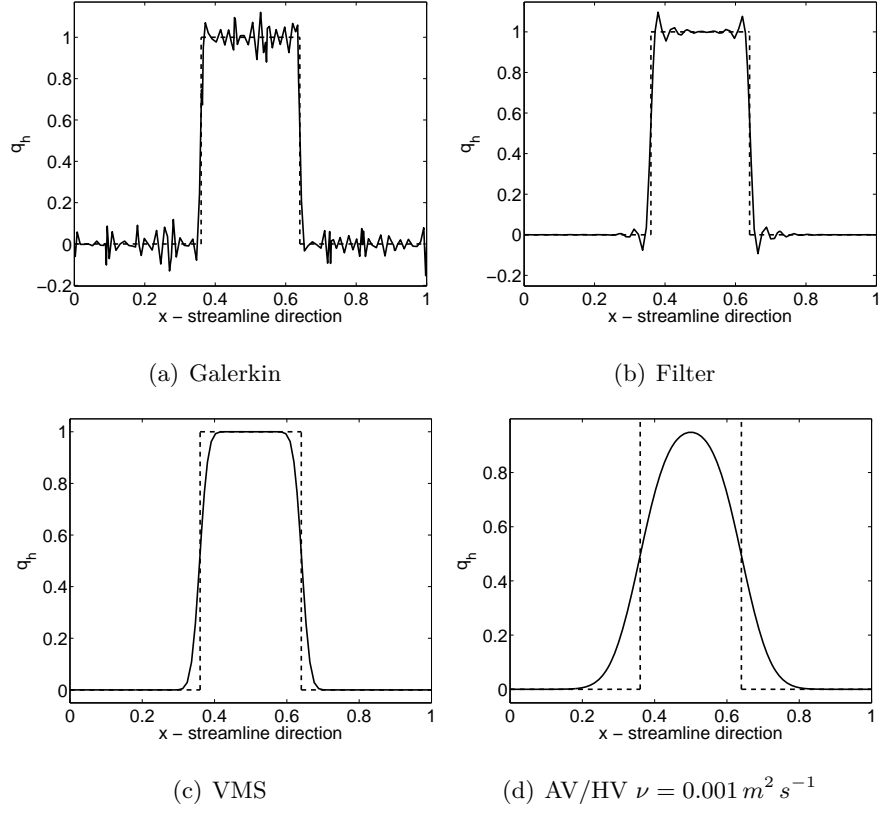 1
0.8
0.6
0.4
0.2
0
−0.2
q_h
0 0.2 0.4 0.6 0.8 1
x − streamline direction
(a) Galerkin
1
0.8
0.6
0.4
0.2
0
−0.2
q_h
0 0.2 0.4 0.6 0.8 1
x − streamline direction
(b) Filter
1
0.8
0.6
0.4
0.2
0
q_h
0 0.2 0.4 0.6 0.8 1
x − streamline direction
(c) VMS
0.8
0.6
0.4
0.2
0
q_h
0 0.2 0.4 0.6 0.8 1
x − streamline direction
(d) AV/HV ν = 0.001 m² s⁻¹